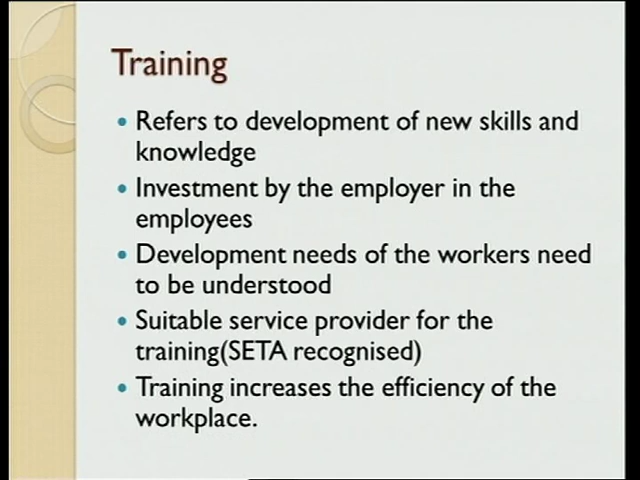 Training
• Refers to development of new skills and
knowledge
• Investment by the employer in the
employees
• Development needs of the workers need
to be understood
• Suitable service provider for the
training(SETA recognised)
• Training increases the efficiency of the
workplace.